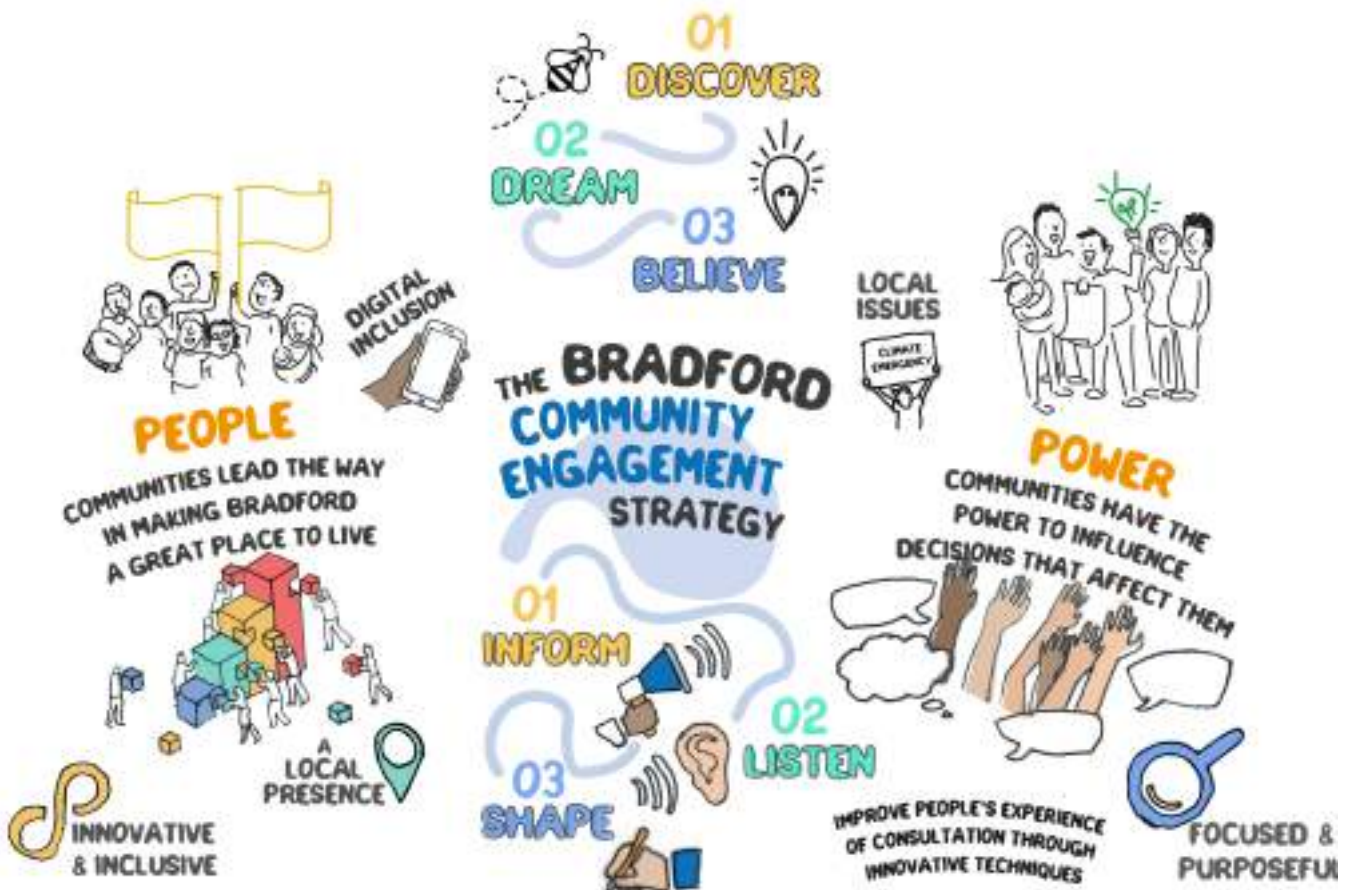 01
DISCOVER
02
DREAM
03
BELIEVE
DIGITAL
INCLUSION
PEOPLE
COMMUNITIES LEAD THE WAY
IN MAKING BRADFORD
A GREAT PLACE TO LIVE
A
LOCAL
PRESENCE
INNOVATIVE
& INCLUSIVE
THE BRADFORD
COMMUNITY
ENGAGEMENT
STRATEGY
01
INFORM
02
LISTEN
03
SHAPE
LOCAL
ISSUES
CLIMATE
EMERGENCY
POWER
COMMUNITIES HAVE THE
POWER TO INFLUENCE
DECISIONS THAT AFFECT THEM
IMPROVE PEOPLE'S EXPERIENCE
OF CONSULTATION THROUGH
INNOVATIVE TECHNIQUES
FOCUSED &
PURPOSEFUL